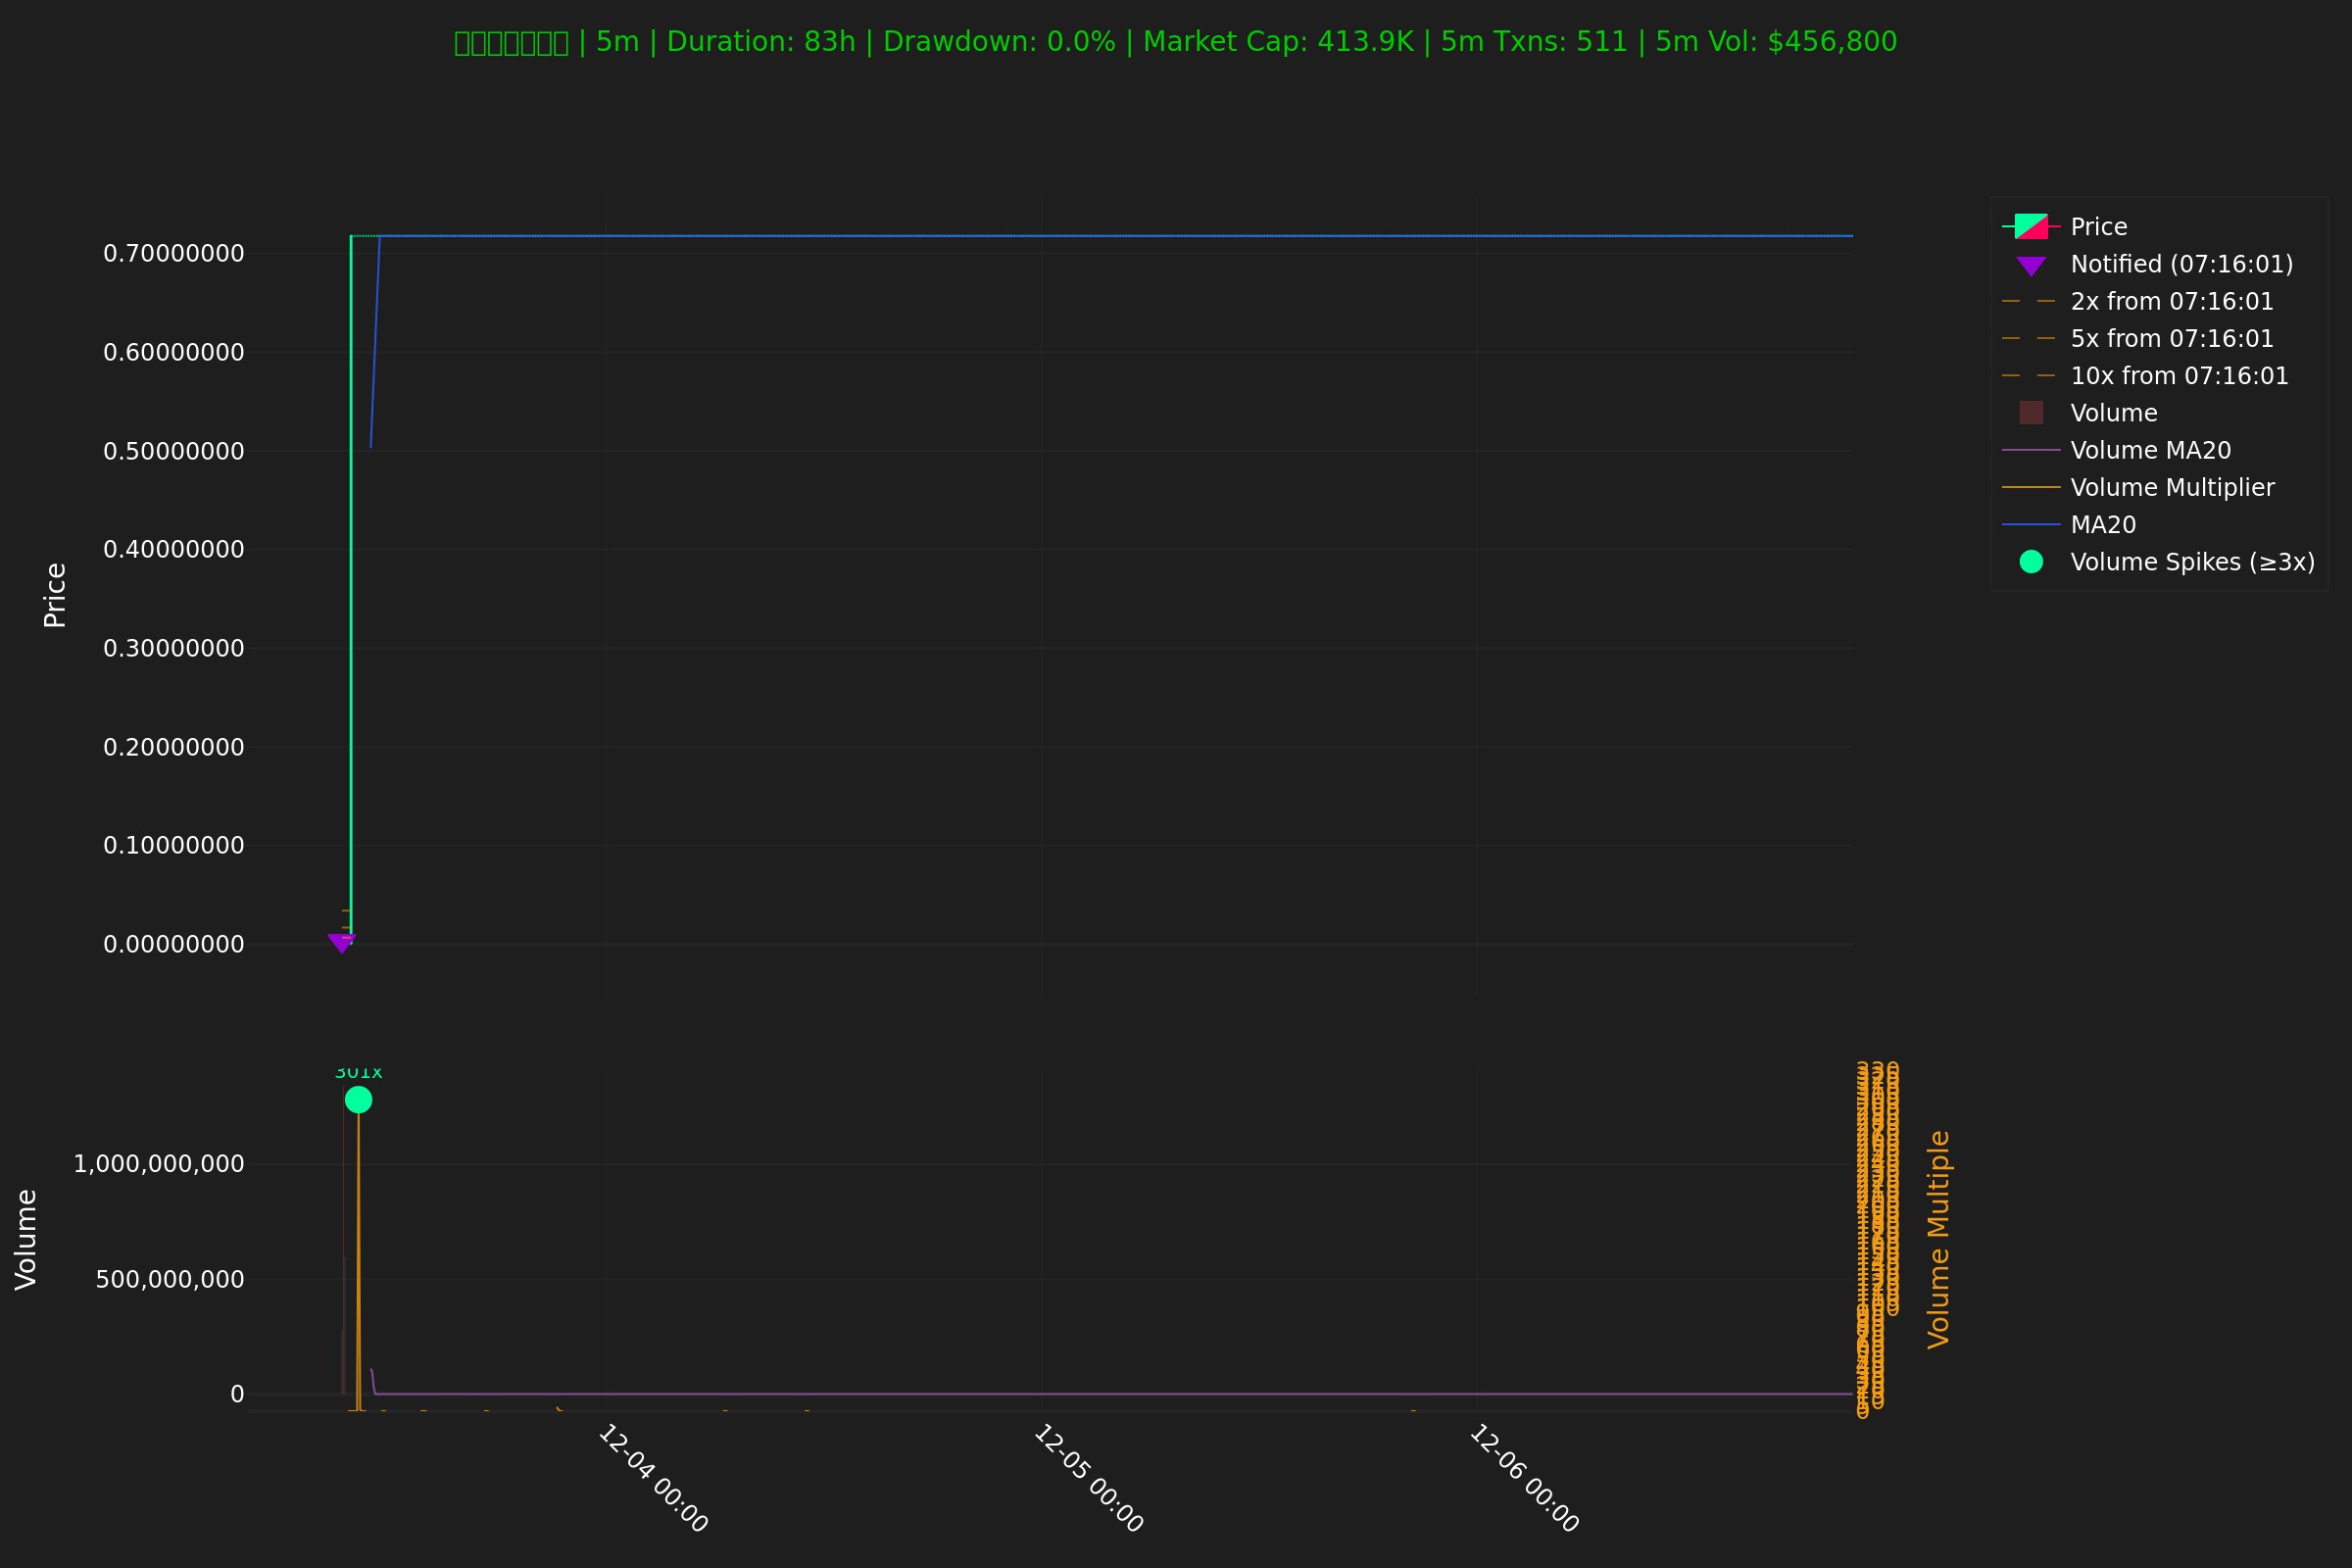 | 5m | Duration: 83h | Drawdown: 0.0% | Market Cap: 413.9K | 5m Txns: 511 | 5m Vol: $456,800
Price
0.70000000
0.60000000
0.50000000
0.40000000
0.30000000
0.20000000
0.10000000
0.00000000
Price
Notified (07:16:01)
2x from 07:16:01
5x from 07:16:01
10x from 07:16:01
Volume
Volume MA20
Volume Multiplier
MA20
Volume Spikes (≥3x)
301x
Volume
1,000,000,000
500,000,000
0
Volume Multiple
12-04 00:00
12-05 00:00
12-06 00:00